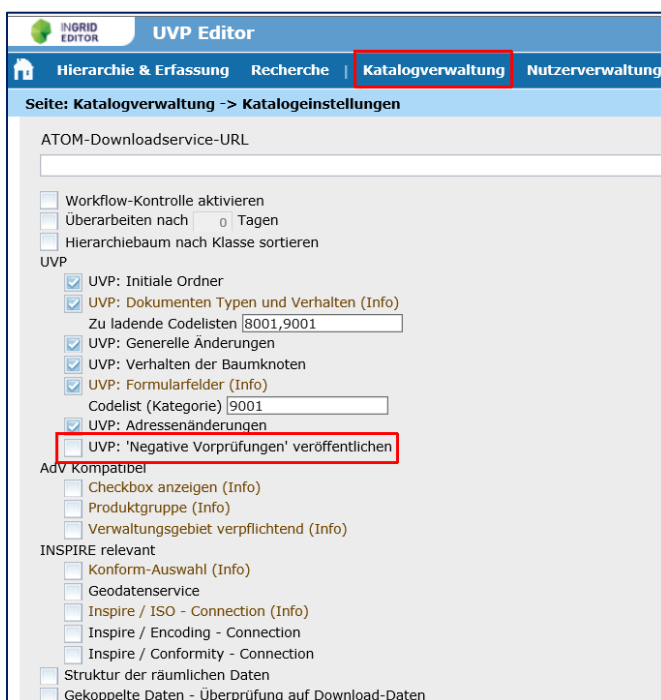 INGRID
EDITOR
UVP Editor
Hierarchie & Erfassung Recherche | Katalogverwaltung Nutzerverwaltung
Seite: Katalogverwaltung -> Katalogeinstellungen
ATOM-Downloadservice-URL
Workflow-Kontrolle aktivieren
Überarbeiten nach 0 Tagen
Hierarchiebaum nach Klasse sortieren
UVP
UVP: Initiale Ordner
UVP: Dokumenten Typen und Verhalten (Info)
Zu ladende Codelisten 8001,9001
UVP: Generelle Änderungen
UVP: Verhalten der Baumknoten
UVP: Formularfelder (Info)
Codelist (Kategorie) 9001
UVP: Adressenänderungen
UVP: 'Negative Vorprüfungen' veröffentlichen
AdV Kompatibel
Checkbox anzeigen (Info)
Produktgruppe (Info)
Verwaltungsgebiet verpflichtend (Info)
INSPIRE relevant
Konform-Auswahl (Info)
Geodatenservice
Inspire / ISO - Connection (Info)
Inspire / Encoding - Connection
Inspire / Conformity - Connection
Struktur der räumlichen Daten
Gekoppelte Daten - Überprüfung auf Download-Daten